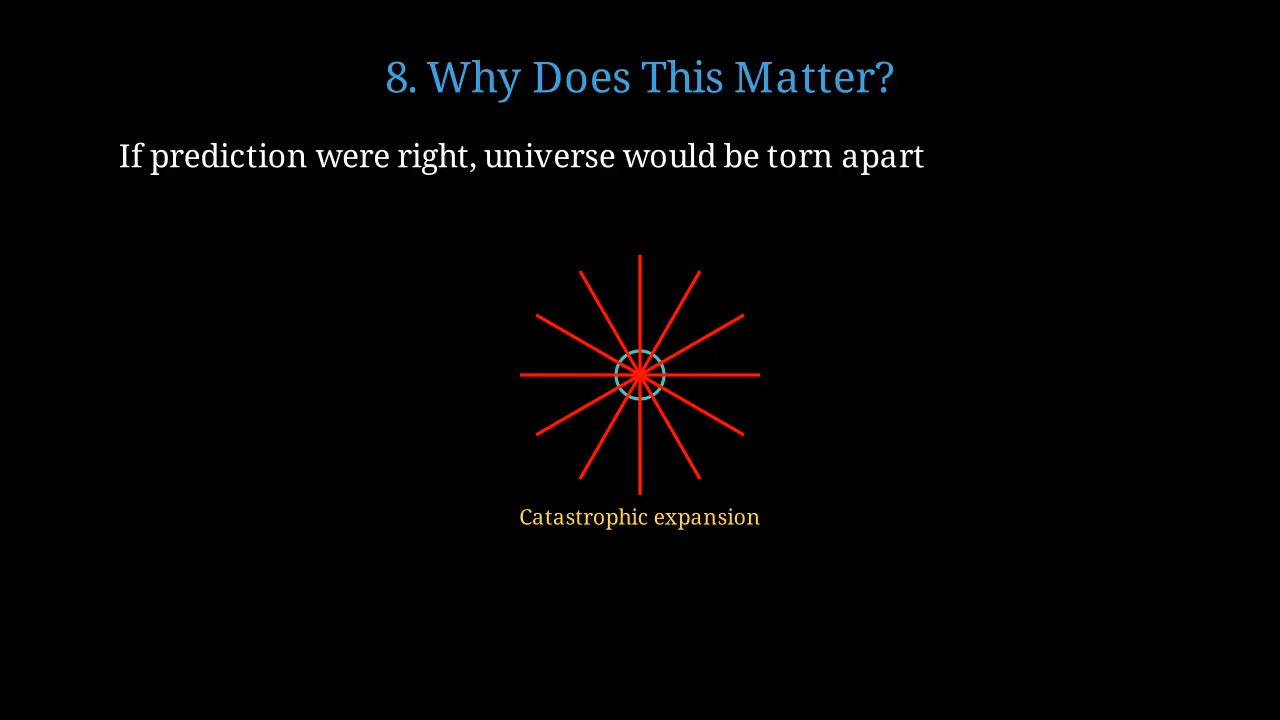 8. Why Does This Matter?
If prediction were right, universe would be torn apart
Catastrophic expansion